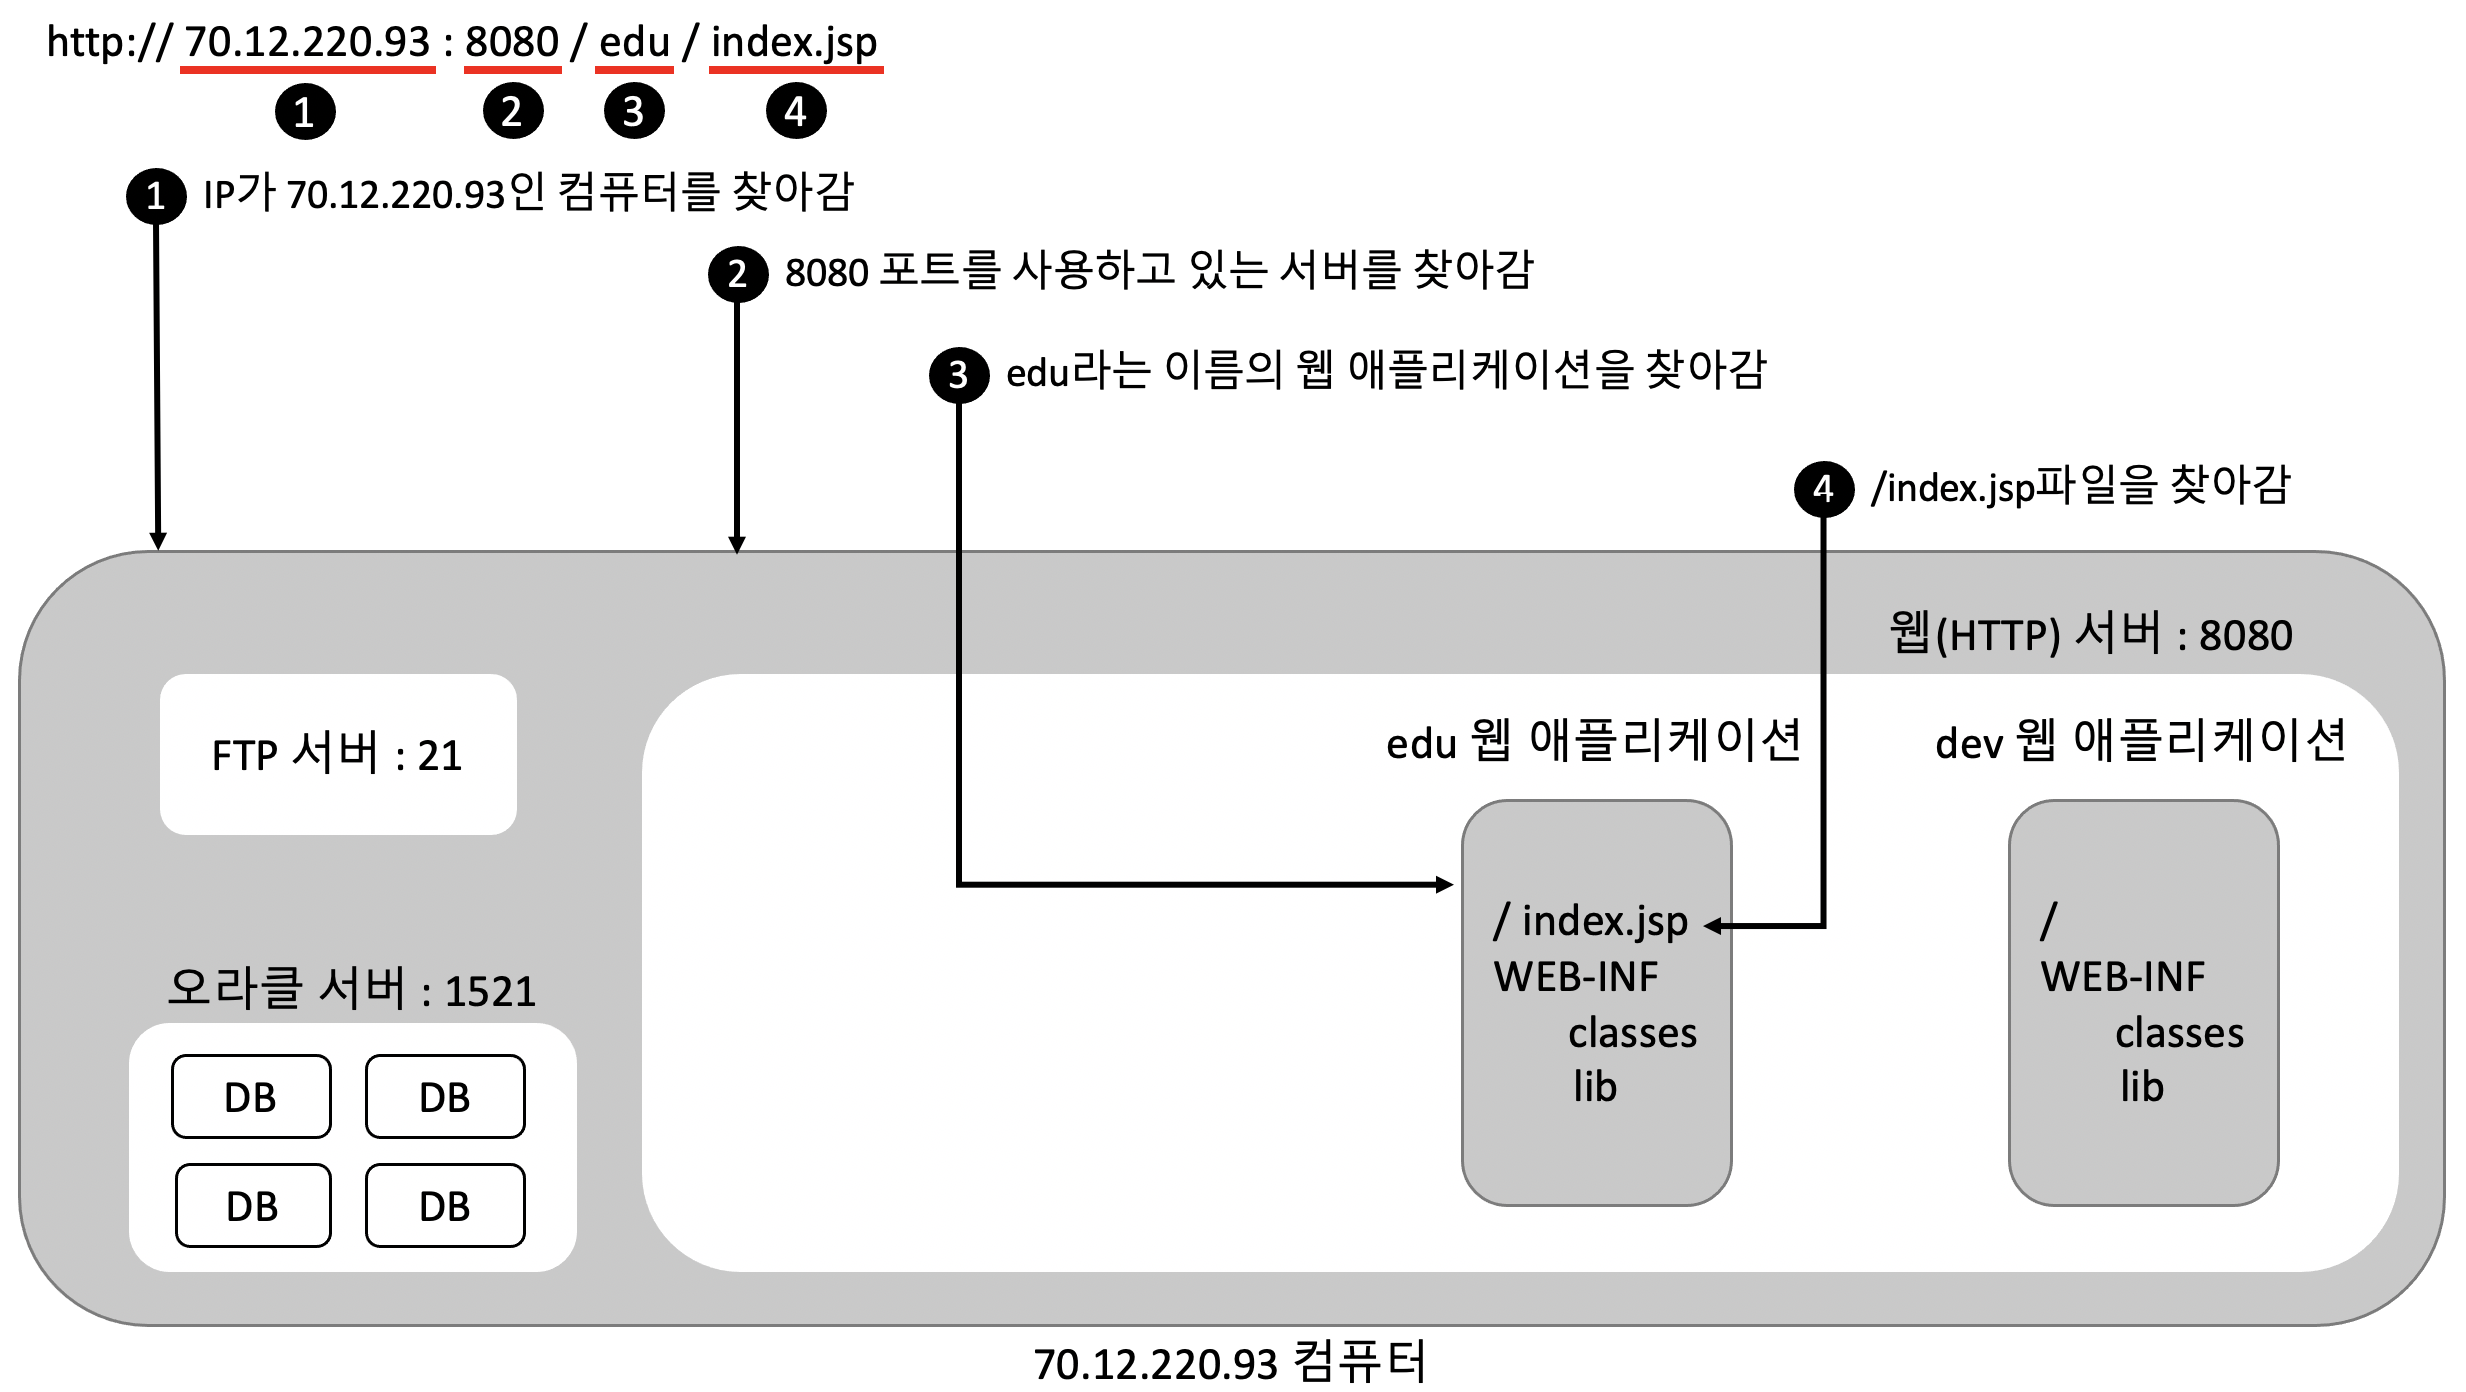 http:// 70.12.220.93 : 8080 / edu / index.jsp
1 2 3 4
1 IP가 70.12.220.93인 컴퓨터를 찾아감
2 8080 포트를 사용하고 있는 서버를 찾아감
3 edu라는 이름의 웹 애플리케이션을 찾아감
4 /index.jsp파일을 찾아감
웹(HTTP) 서버 : 8080
FTP 서버 : 21
오라클 서버 : 1521
DB DB
DB DB
edu 웹 애플리케이션
/ index.jsp
WEB-INF
classes
lib
dev 웹 애플리케이션
/
WEB-INF
classes
lib
70.12.220.93 컴퓨터